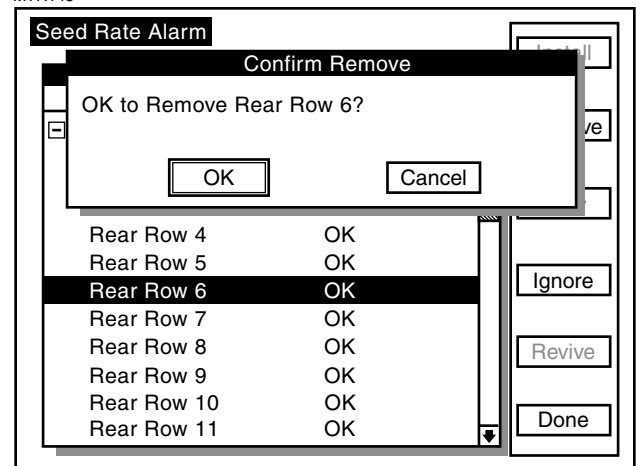 Seed Rate Alarm
Confirm Remove
OK to Remove Rear Row 6?
OK Cancel
Rear Row 4 OK
Rear Row 5 OK
Rear Row 6 OK
Rear Row 7 OK
Rear Row 8 OK
Rear Row 9 OK
Rear Row 10 OK
Rear Row 11 OK
Ignore
Revive
Done